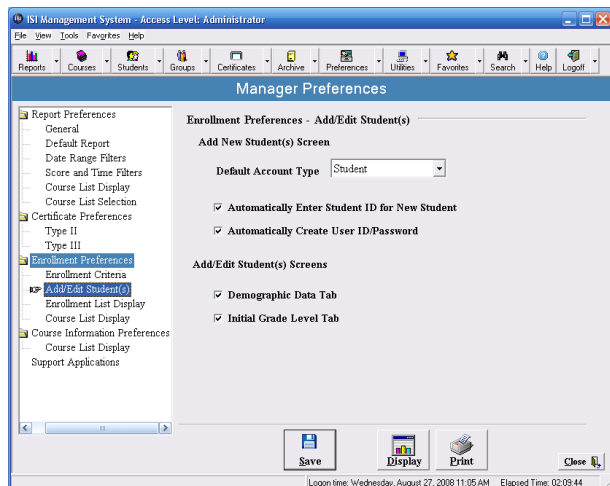 ISI Management System - Access Level: Administrator
File View Tools Favorites Help
Reports Courses Students Groups Certificates Archive Preferences Utilities Favorites Search Help Logoff
Manager Preferences
Report Preferences
General
Default Report
Date Range Filters
Score and Time Filters
Course List Display
Course List Selection
Certificate Preferences
Type II
Type III
Enrollment Preferences
Enrollment Criteria
Add/Edit Student(s)
Enrollment List Display
Course List Display
Course Information Preferences
Course List Display
Support Applications
Enrollment Preferences - Add/Edit Student(s)
Add New Student(s) Screen
Default Account Type Student
Automatically Enter Student ID for New Student
Automatically Create User ID/Password
Add/Edit Student(s) Screens
Demographic Data Tab
Initial Grade Level Tab
Save Display Print Close
Logon time: Wednesday, August 27, 2008 11:05 AM Elapsed Time: 02:09:44